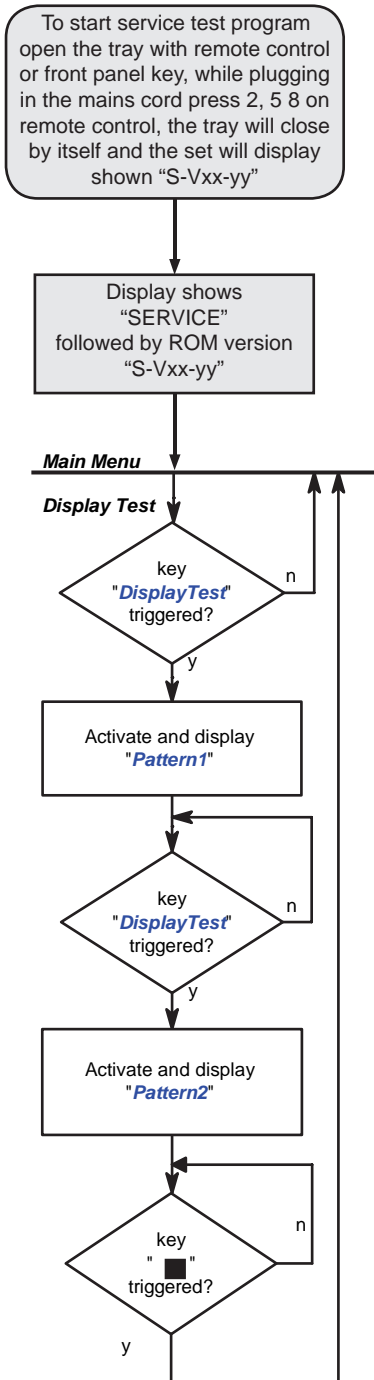 To start service test program
open the tray with remote control
or front panel key, while plugging
in the mains cord press 2, 5 8 on
remote control, the tray will close
by itself and the set will display
shown “S-Vxx-yy”
Display shows
“SERVICE”
followed by ROM version
“S-Vxx-yy”
Main Menu
Display Test
key
"DisplayTest"
triggered?
n
y
Activate and display
"Pattern1"
key
"DisplayTest"
triggered?
n
y
Activate and display
"Pattern2"
key
" ■ "
triggered?
n
y